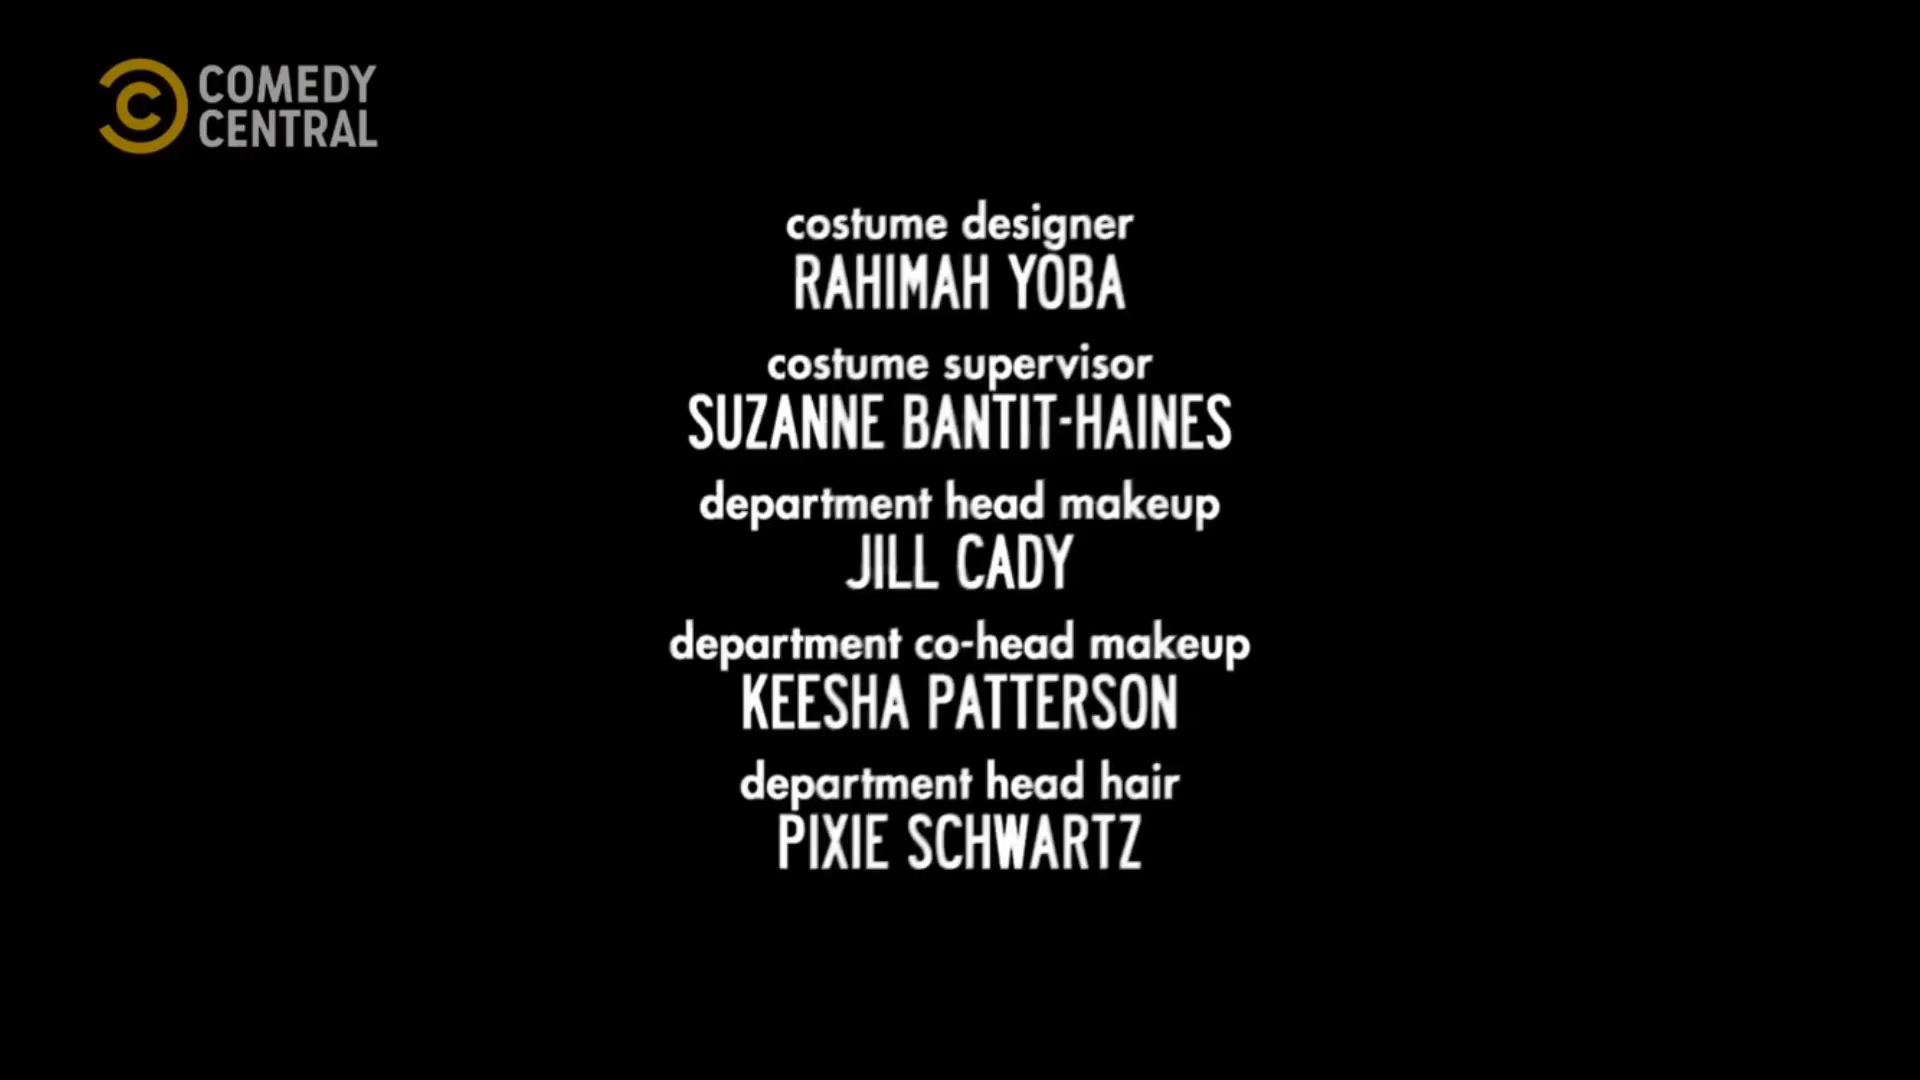 COMEDY
CENTRAL
costume designer
RAHIMAH YOBA
costume supervisor
SUZANNE BANTIT-HAINES
department head makeup
JILL CADY
department co-head makeup
KEESHA PATTERSON
department head hair
PIXIE SCHWARTZ